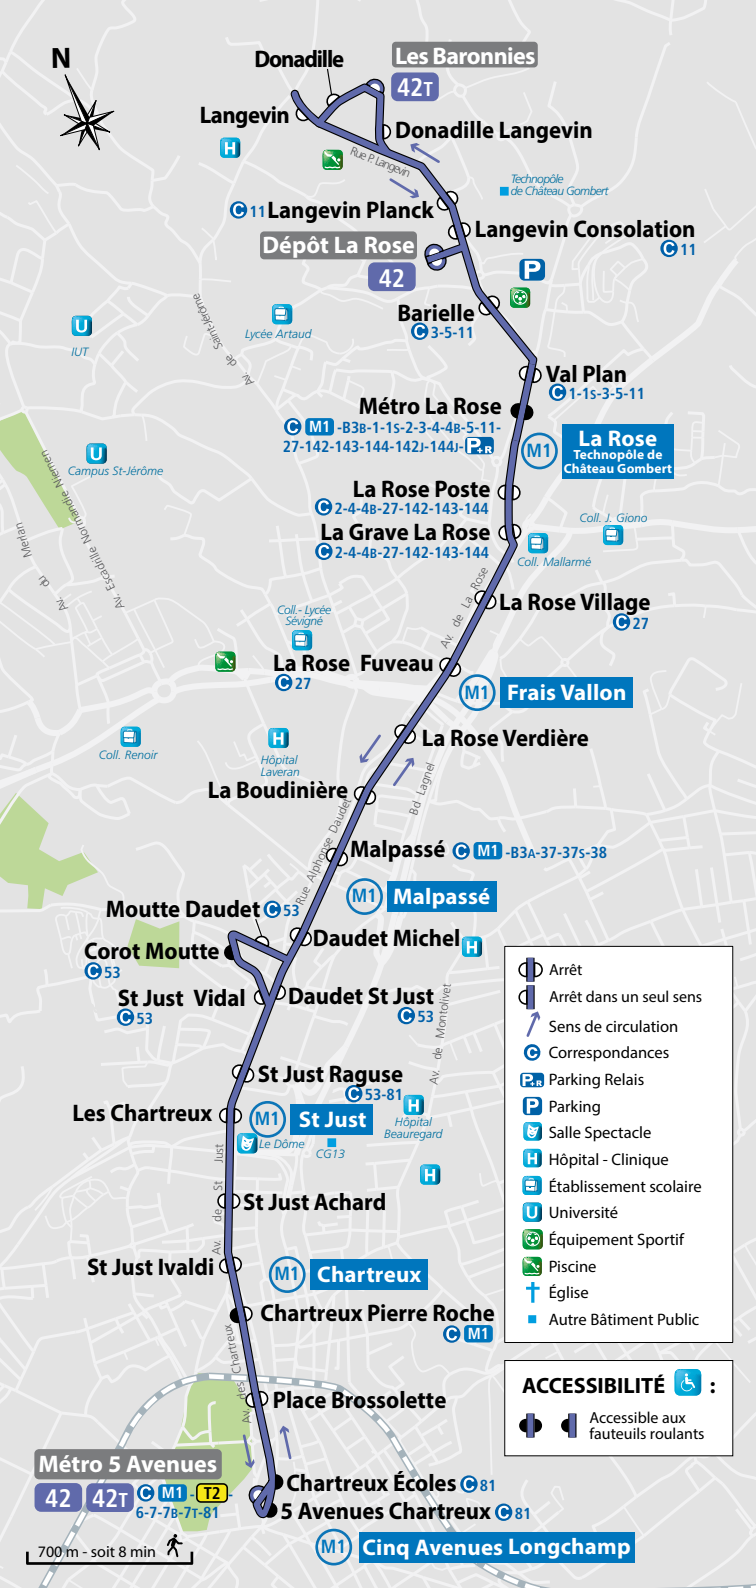 N
Donadille
Les Baronnies
42T
Langevin
Donadille Langevin
H
Rue P. Langevin
Technopôle
de Château Gombert
C 11 Langevin Planck
Langevin Consolation
C 11
Dépôt La Rose
42
P
Barielle
C 3-5-11
Av. de Saint-Jérôme
Lycée Artaud
U
IUT
Val Plan
C 1-1S-3-5-11
Métro La Rose
C M1 -B3B-1-1S-2-3-4-4B-5-11-
27-142-143-144-142J-144J- P+R
M1 La Rose
Technopôle de
Château Gombert
U
Campus St-Jérôme
Av. Escadrille Normandie Niemen
Av. du Merlan
La Rose Poste
C 2-4-4B-27-142-143-144
La Grave La Rose
C 2-4-4B-27-142-143-144
Coll. J. Giono
Coll. Mallarmé
Av. de La Rose
La Rose Village
C 27
Coll.- Lycée
Sévigné
La Rose Fuveau
C 27
M1 Frais Vallon
La Rose Verdière
Coll. Renoir
H
Hôpital
Laveran
Bd Lagnel
La Boudinière
Rue Alphonse Daudet
Malpassé C M1 -B3A-37-37S-38
M1 Malpassé
Moutte Daudet C 53
Corot Moutte
C 53
Daudet Michel H
St Just Vidal
C 53
Daudet St Just
C 53
Av. de Montolivet
St Just Raguse
C 53-81
Les Chartreux
M1 St Just
H
Hôpital
Beauregard
Le Dôme
CG13
H
Av. de St Just
St Just Achard
St Just Ivaldi
M1 Chartreux
Chartreux Pierre Roche
C M1
Av. des Chartreux
Place Brossolette
Métro 5 Avenues
42 42T C M1 - T2 -
6-7-7B-7T-81
Chartreux Écoles C 81
5 Avenues Chartreux C 81
M1 Cinq Avenues Longchamp
700 m - soit 8 min
Arrêt
Arrêt dans un seul sens
Sens de circulation
C Correspondances
P+R Parking Relais
P Parking
Salle Spectacle
H Hôpital - Clinique
Établissement scolaire
U Université
Équipement Sportif
Piscine
Église
Autre Bâtiment Public
ACCESSIBILITÉ :
Accessible aux
fauteuils roulants